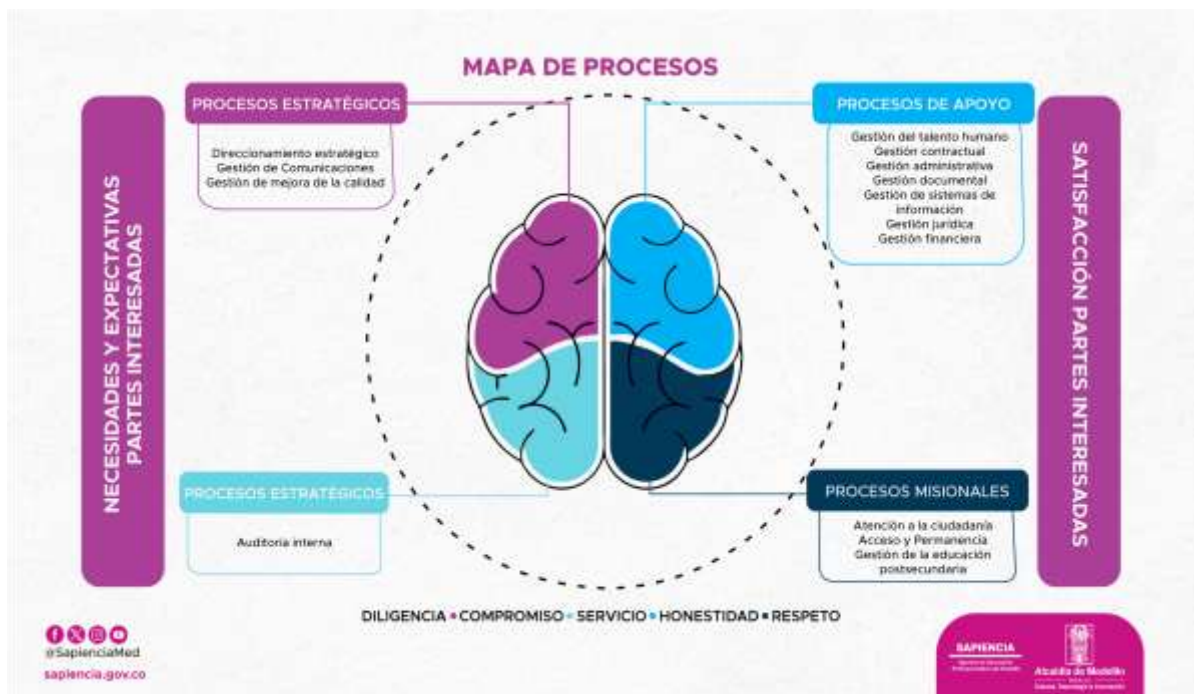 MAPA DE PROCESOS
NECESIDADES Y EXPECTATIVAS
PARTES INTERESADAS
PROCESOS ESTRATÉGICOS
Direccionamiento estratégico
Gestión de Comunicaciones
Gestión de mejora de la calidad
PROCESOS DE APOYO
Gestión del talento humano
Gestión contractual
Gestión administrativa
Gestión documental
Gestión de sistemas de
información
Gestión jurídica
Gestión financiera
SATISFACCIÓN PARTES INTERESADAS
PROCESOS ESTRATÉGICOS
Auditoría interna
PROCESOS MISIONALES
Atención a la ciudadanía
Acceso y Permanencia
Gestión de la educación
postsecundaria
DILIGENCIA • COMPROMISO • SERVICIO • HONESTIDAD • RESPETO
@SapienciaMed
sapiencia.gov.co
SAPIENCIA
Alcaldía de Medellín